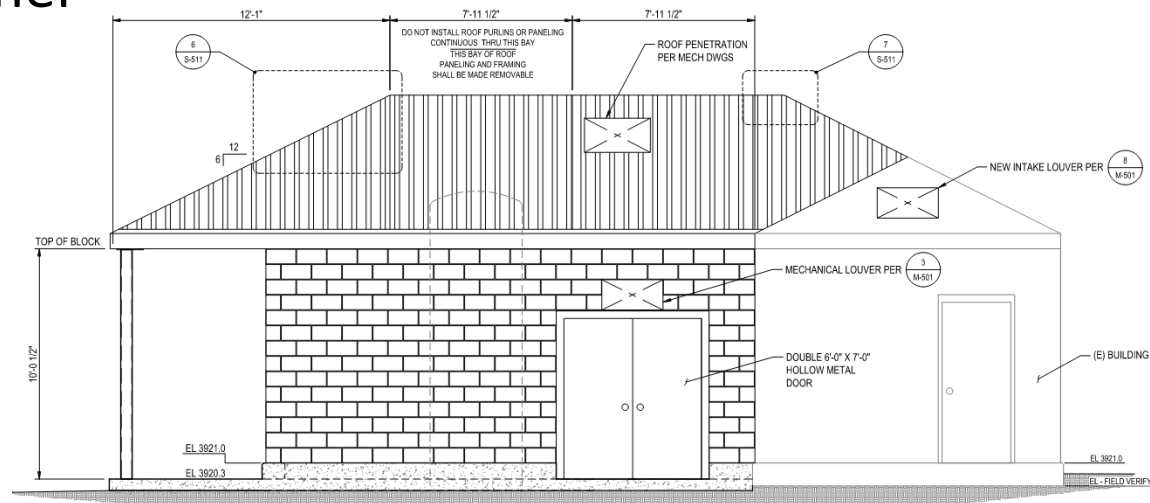 12'-1"
7'-11 1/2"
7'-11 1/2"
6
S-511
DO NOT INSTALL ROOF PURLINS OR PANELING
CONTINUOUS THRU THIS BAY
THIS BAY OF ROOF
PANELING AND FRAMING
SHALL BE MADE REMOVABLE
ROOF PENETRATION
PER MECH DWGS
7
S-511
12
6
NEW INTAKE LOUVER PER
8
M-501
TOP OF BLOCK
MECHANICAL LOUVER PER
3
M-501
10'-0 1/2"
DOUBLE 6'-0" X 7'-0"
HOLLOW METAL
DOOR
(E) BUILDING
EL 3921.0
EL 3920.3
EL 3921.0
EL - FIELD VERIFY